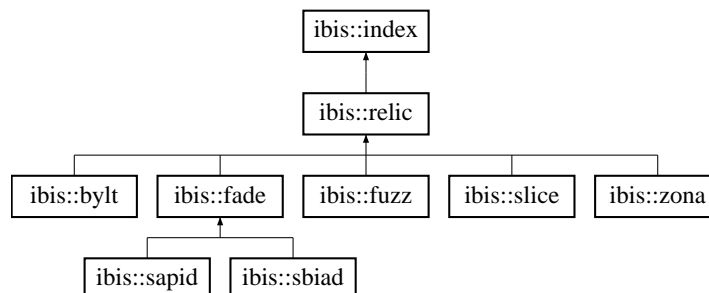 ibis::index
ibis::relic
ibis::bylt ibis::fade ibis::fuzz ibis::slice ibis::zona
ibis::sapid ibis::sbiad